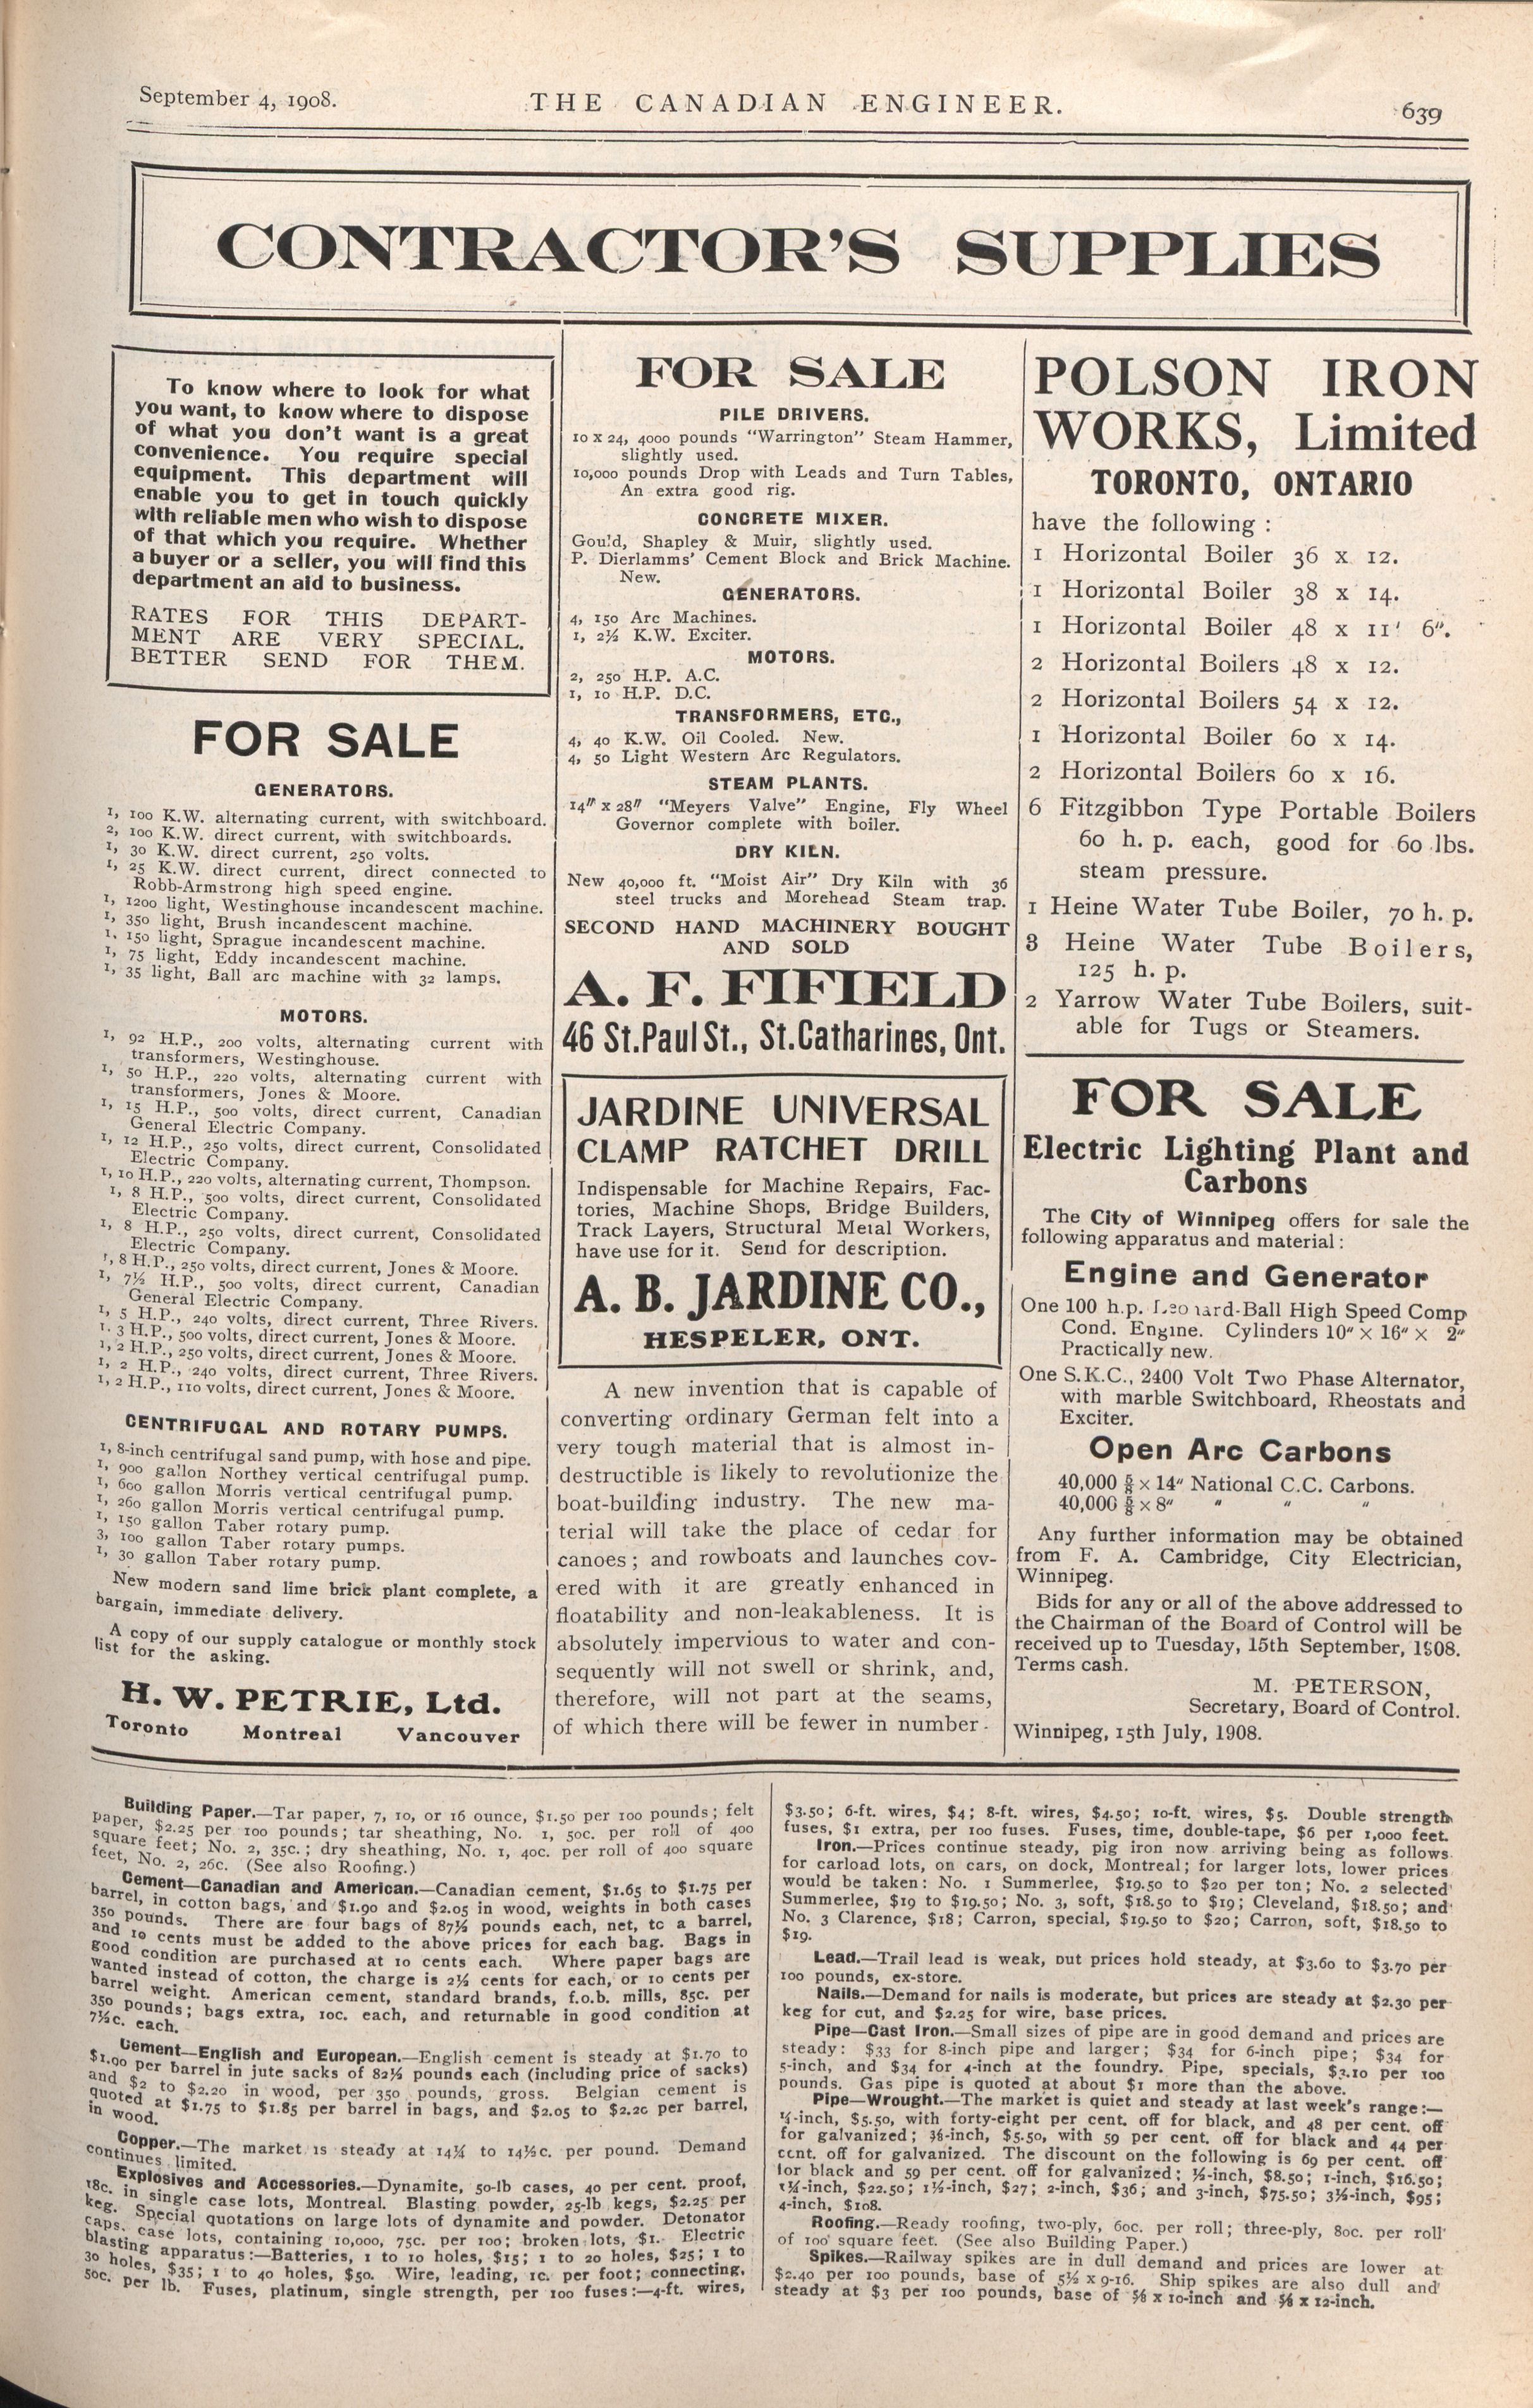 September 4, 1908.
THE CANADIAN ENGINEER.
639
CONTRACTOR'S SUPPLIES
To know where to look for what
you want, to know where to dispose
of what you don't want is a great
convenience. You require special
equipment. This department will
enable you to get in touch quickly
with reliable men who wish to dispose
of that which you require. Whether
a buyer or a seller, you will find this
department an aid to business.
RATES FOR THIS DEPART-
MENT ARE VERY SPECIAL.
BETTER SEND FOR THEM.
FOR SALE
GENERATORS.
1, 100 K.W. alternating current, with switchboard.
2, 100 K.W. direct current, with switchboards.
1, 30 K.W. direct current, 250 volts.
1, 25 K.W. direct current, direct connected to
Robb-Armstrong high speed engine.
1, 1200 light, Westinghouse incandescent machine.
1, 350 light, Brush incandescent machine.
1, 150 light, Sprague incandescent machine.
1, 75 light, Eddy incandescent machine.
1, 35 light, Ball arc machine with 32 lamps.
MOTORS.
1, 92 H.P., 200 volts, alternating current with
transformers, Westinghouse.
1, 50 H.P., 220 volts, alternating current with
transformers, Jones & Moore.
1, 15 H.P., 500 volts, direct current, Canadian
General Electric Company.
1, 12 H.P., 250 volts, direct current, Consolidated
Electric Company.
1, 10 H.P., 220 volts, alternating current, Thompson.
1, 8 H.P., 500 volts, direct current, Consolidated
Electric Company.
1, 8 H.P., 250 volts, direct current, Consolidated
Electric Company.
1, 8 H.P., 250 volts, direct current, Jones & Moore.
1, 7½ H.P., 500 volts, direct current, Canadian
General Electric Company.
1, 5 H.P., 240 volts, direct current, Three Rivers.
1. 3 H.P., 500 volts, direct current, Jones & Moore.
1, 2 H.P., 250 volts, direct current, Jones & Moore.
1, 2 H.P., 240 volts, direct current, Three Rivers.
1, 2 H.P., 110 volts, direct current, Jones & Moore.
CENTRIFUGAL AND ROTARY PUMPS.
1, 8-inch centrifugal sand pump, with hose and pipe.
1, 900 gallon Northey vertical centrifugal pump.
1, 600 gallon Morris vertical centrifugal pump.
1, 260 gallon Morris vertical centrifugal pump.
1, 150 gallon Taber rotary pump.
3, 100 gallon Taber rotary pumps.
1, 30 gallon Taber rotary pump.
New modern sand lime brick plant complete, a
bargain, immediate delivery.
A copy of our supply catalogue or monthly stock
list for the asking.
H. W. PETRIE, Ltd.
Toronto Montreal Vancouver
FOR SALE
PILE DRIVERS.
10 x 24, 4000 pounds "Warrington" Steam Hammer,
slightly used.
10,000 pounds Drop with Leads and Turn Tables,
An extra good rig.
CONCRETE MIXER.
Gould, Shapley & Muir, slightly used.
P. Dierlamms' Cement Block and Brick Machine.
New.
GENERATORS.
4, 150 Arc Machines.
1, 2½ K.W. Exciter.
MOTORS.
2, 250 H.P. A.C.
1, 10 H.P. D.C.
TRANSFORMERS, ETC.,
4, 40 K.W. Oil Cooled. New.
4, 50 Light Western Arc Regulators.
STEAM PLANTS.
14" x 28" "Meyers Valve" Engine, Fly Wheel
Governor complete with boiler.
DRY KILN.
New 40,000 ft. "Moist Air" Dry Kiln with 36
steel trucks and Morehead Steam trap.
SECOND HAND MACHINERY BOUGHT
AND SOLD
A. F. FIFIELD
46 St. Paul St., St. Catharines, Ont.
JARDINE UNIVERSAL
CLAMP RATCHET DRILL
Indispensable for Machine Repairs, Fac-
tories, Machine Shops, Bridge Builders,
Track Layers, Structural Metal Workers,
have use for it. Send for description.
A. B. JARDINE CO.,
HESPELER, ONT.
A new invention that is capable of
converting ordinary German felt into a
very tough material that is almost in-
destructible is likely to revolutionize the
boat-building industry. The new ma-
terial will take the place of cedar for
canoes; and rowboats and launches cov-
ered with it are greatly enhanced in
floatability and non-leakableness. It is
absolutely impervious to water and con-
sequently will not swell or shrink, and,
therefore, will not part at the seams,
of which there will be fewer in number.
POLSON IRON
WORKS, Limited
TORONTO, ONTARIO
have the following:
1 Horizontal Boiler 36 x 12.
1 Horizontal Boiler 38 x 14.
1 Horizontal Boiler 48 x 11' 6".
2 Horizontal Boilers 48 x 12.
2 Horizontal Boilers 54 x 12.
1 Horizontal Boiler 60 x 14.
2 Horizontal Boilers 60 x 16.
6 Fitzgibbon Type Portable Boilers
60 h. p. each, good for 60 lbs.
steam pressure.
1 Heine Water Tube Boiler, 70 h. p.
3 Heine Water Tube Boilers,
125 h. p.
2 Yarrow Water Tube Boilers, suit-
able for Tugs or Steamers.
FOR SALE
Electric Lighting Plant and
Carbons
The City of Winnipeg offers for sale the
following apparatus and material:
Engine and Generator
One 100 h.p. Leonard-Ball High Speed Comp
Cond. Engine. Cylinders 10" × 16" × 2"
Practically new.
One S.K.C., 2400 Volt Two Phase Alternator,
with marble Switchboard, Rheostats and
Exciter.
Open Arc Carbons
40,000 ⅝ × 14" National C.C. Carbons.
40,000 ⅝ × 8" " " "
Any further information may be obtained
from F. A. Cambridge, City Electrician,
Winnipeg.
Bids for any or all of the above addressed to
the Chairman of the Board of Control will be
received up to Tuesday, 15th September, 1908.
Terms cash.
M. PETERSON,
Secretary, Board of Control.
Winnipeg, 15th July, 1908.
Building Paper.—Tar paper, 7, 10, or 16 ounce, $1.50 per 100 pounds; felt
paper, $2.25 per 100 pounds; tar sheathing, No. 1, 50c. per roll of 400
square feet; No. 2, 35c.; dry sheathing, No. 1, 40c. per roll of 400 square
feet, No. 2, 26c. (See also Roofing.)
Cement—Canadian and American.—Canadian cement, $1.65 to $1.75 per
barrel, in cotton bags, and $1.90 and $2.05 in wood, weights in both cases
350 pounds. There are four bags of 87½ pounds each, net, to a barrel,
and 10 cents must be added to the above prices for each bag. Bags in
good condition are purchased at 10 cents each. Where paper bags are
wanted instead of cotton, the charge is 2½ cents for each, or 10 cents per
barrel weight. American cement, standard brands, f.o.b. mills, 85c. per
350 pounds; bags extra, 10c. each, and returnable in good condition at
7½c. each.
Cement—English and European.—English cement is steady at $1.70 to
$1.90 per barrel in jute sacks of 82½ pounds each (including price of sacks)
and $2 to $2.20 in wood, per 350 pounds, gross. Belgian cement is
quoted at $1.75 to $1.85 per barrel in bags, and $2.05 to $2.20 per barrel,
in wood.
Copper.—The market is steady at 14¼ to 14½c. per pound. Demand
continues limited.
Explosives and Accessories.—Dynamite, 50-lb cases, 40 per cent. proof,
18c. in single case lots, Montreal. Blasting powder, 25-lb kegs, $2.25 per
keg. Special quotations on large lots of dynamite and powder. Detonator
caps, case lots, containing 10,000, 75c. per 100; broken lots, $1. Electric
blasting apparatus:—Batteries, 1 to 10 holes, $15; 1 to 20 holes, $25; 1 to
30 holes, $35; 1 to 40 holes, $50. Wire, leading, 1c. per foot; connecting,
50c. per lb. Fuses, platinum, single strength, per 100 fuses:—4-ft. wires,
$3.50; 6-ft. wires, $4; 8-ft. wires, $4.50; 10-ft. wires, $5. Double strength
fuses, $1 extra, per 100 fuses. Fuses, time, double-tape, $6 per 1,000 feet.
Iron.—Prices continue steady, pig iron now arriving being as follows
for carload lots, on cars, on dock, Montreal; for larger lots, lower prices
would be taken: No. 1 Summerlee, $19.50 to $20 per ton; No. 2 selected
Summerlee, $19 to $19.50; No. 3, soft, $18.50 to $19; Cleveland, $18.50; and
No. 3 Clarence, $18; Carron, special, $19.50 to $20; Carron, soft, $18.50 to
$19.
Lead.—Trail lead is weak, but prices hold steady, at $3.60 to $3.70 per
100 pounds, ex-store.
Nails.—Demand for nails is moderate, but prices are steady at $2.30 per
keg for cut, and $2.25 for wire, base prices.
Pipe—Cast Iron.—Small sizes of pipe are in good demand and prices are
steady: $33 for 8-inch pipe and larger; $34 for 6-inch pipe; $34 for
5-inch, and $34 for 4-inch at the foundry. Pipe, specials, $3.10 per 100
pounds. Gas pipe is quoted at about $1 more than the above.
Pipe—Wrought.—The market is quiet and steady at last week's range:—
¼-inch, $5.50, with forty-eight per cent. off for black, and 48 per cent. off
for galvanized; ⅜-inch, $5.50, with 59 per cent. off for black and 44 per
cent. off for galvanized. The discount on the following is 69 per cent. off
for black and 59 per cent. off for galvanized; ½-inch, $8.50; 1-inch, $16.50;
1¼-inch, $22.50; 1½-inch, $27; 2-inch, $36; and 3-inch, $75.50; 3½-inch, $95;
4-inch, $108.
Roofing.—Ready roofing, two-ply, 60c. per roll; three-ply, 80c. per roll
of 100 square feet. (See also Building Paper.)
Spikes.—Railway spikes are in dull demand and prices are lower at
$2.40 per 100 pounds, base of 5½ x 9-16. Ship spikes are also dull and
steady at $3 per 100 pounds, base of ⅝ x 10-inch and ⅝ x 12-inch.